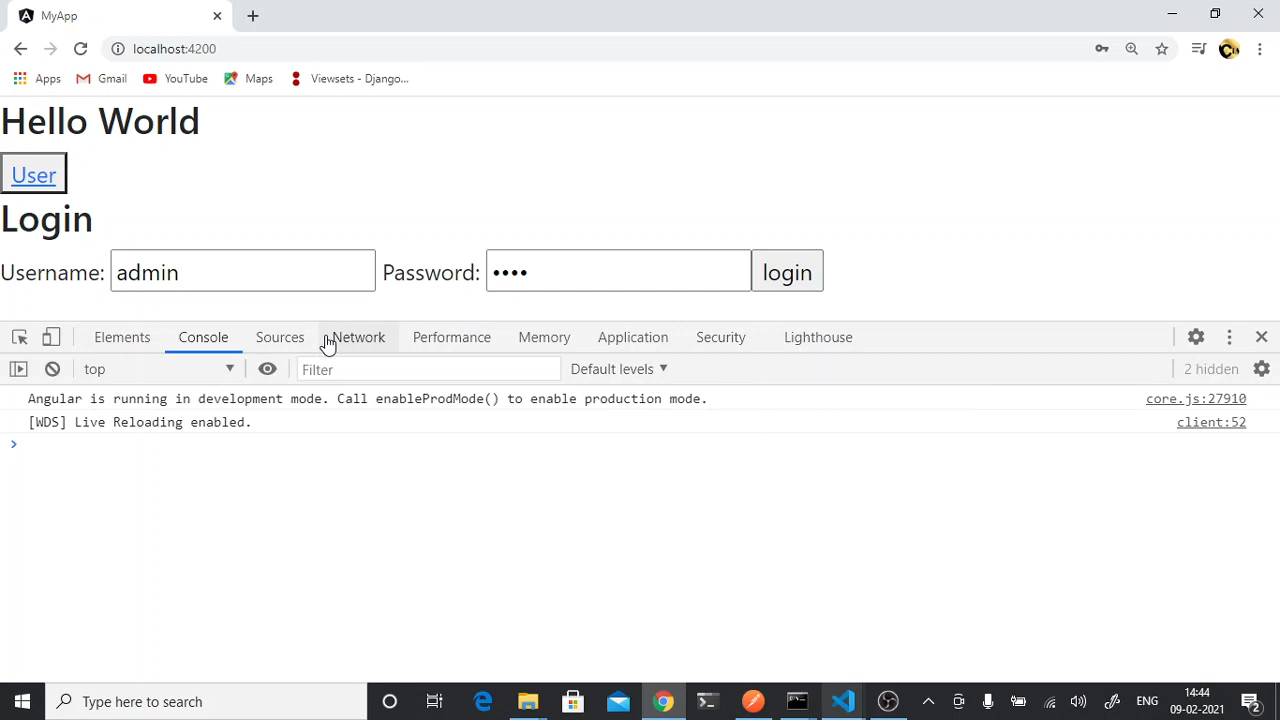 MyApp
localhost:4200
Apps Gmail YouTube Maps Viewsets - Django...
Hello World
User
Login
Username: admin Password: •••• login
Elements Console Sources Network Performance Memory Application Security Lighthouse
top Filter Default levels ▼ 2 hidden
Angular is running in development mode. Call enableProdMode() to enable production mode. core.js:27910
[WDS] Live Reloading enabled. client:52
Type here to search ENG 14:44
09-02-2021 2